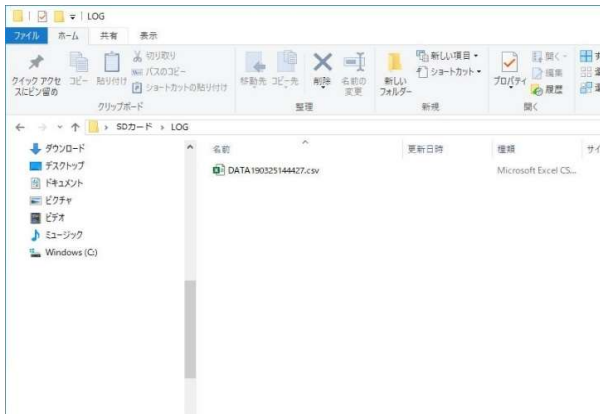 LOG
ファイル ホーム 共有 表示
クイック アクセスにピン留め
コピー
貼り付け
切り取り
パスのコピー
ショートカットの貼り付け
クリップボード
移動先
コピー先
削除
名前の変更
整理
新しいフォルダー
新しい項目
ショートカット
新規
プロパティ
開く
編集
履歴
開く
SDカード > LOG
ダウンロード
デスクトップ
ドキュメント
ピクチャ
ビデオ
ミュージック
Windows (C:)
名前 更新日時 種類
DATA190325144427.csv Microsoft Excel CS...